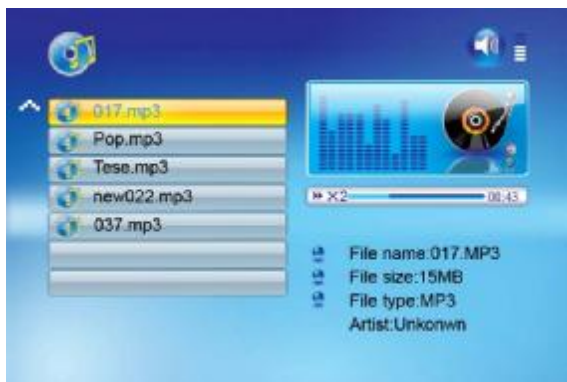 017.mp3
Pop.mp3
Tese.mp3
new022.mp3
037.mp3
X2 00:43
File name:017.MP3
File size:15MB
File type:MP3
Artist:Unkonwn